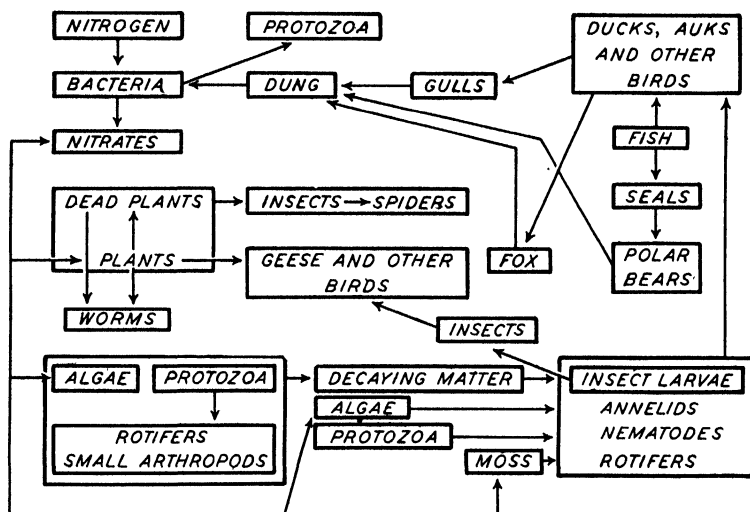 NITROGEN
PROTOZOA
DUCKS, AUKS
AND OTHER
BIRDS
BACTERIA
DUNG
GULLS
NITRATES
FISH
DEAD PLANTS
INSECTS
SPIDERS
SEALS
PLANTS
GEESE AND OTHER
BIRDS
FOX
POLAR
BEARS
WORMS
INSECTS
ALGAE
PROTOZOA
DECAYING MATTER
INSECT LARVAE
ALGAE
ANNELIDS
ROTIFERS
SMALL ARTHROPODS
PROTOZOA
NEMATODES
MOSS
ROTIFERS